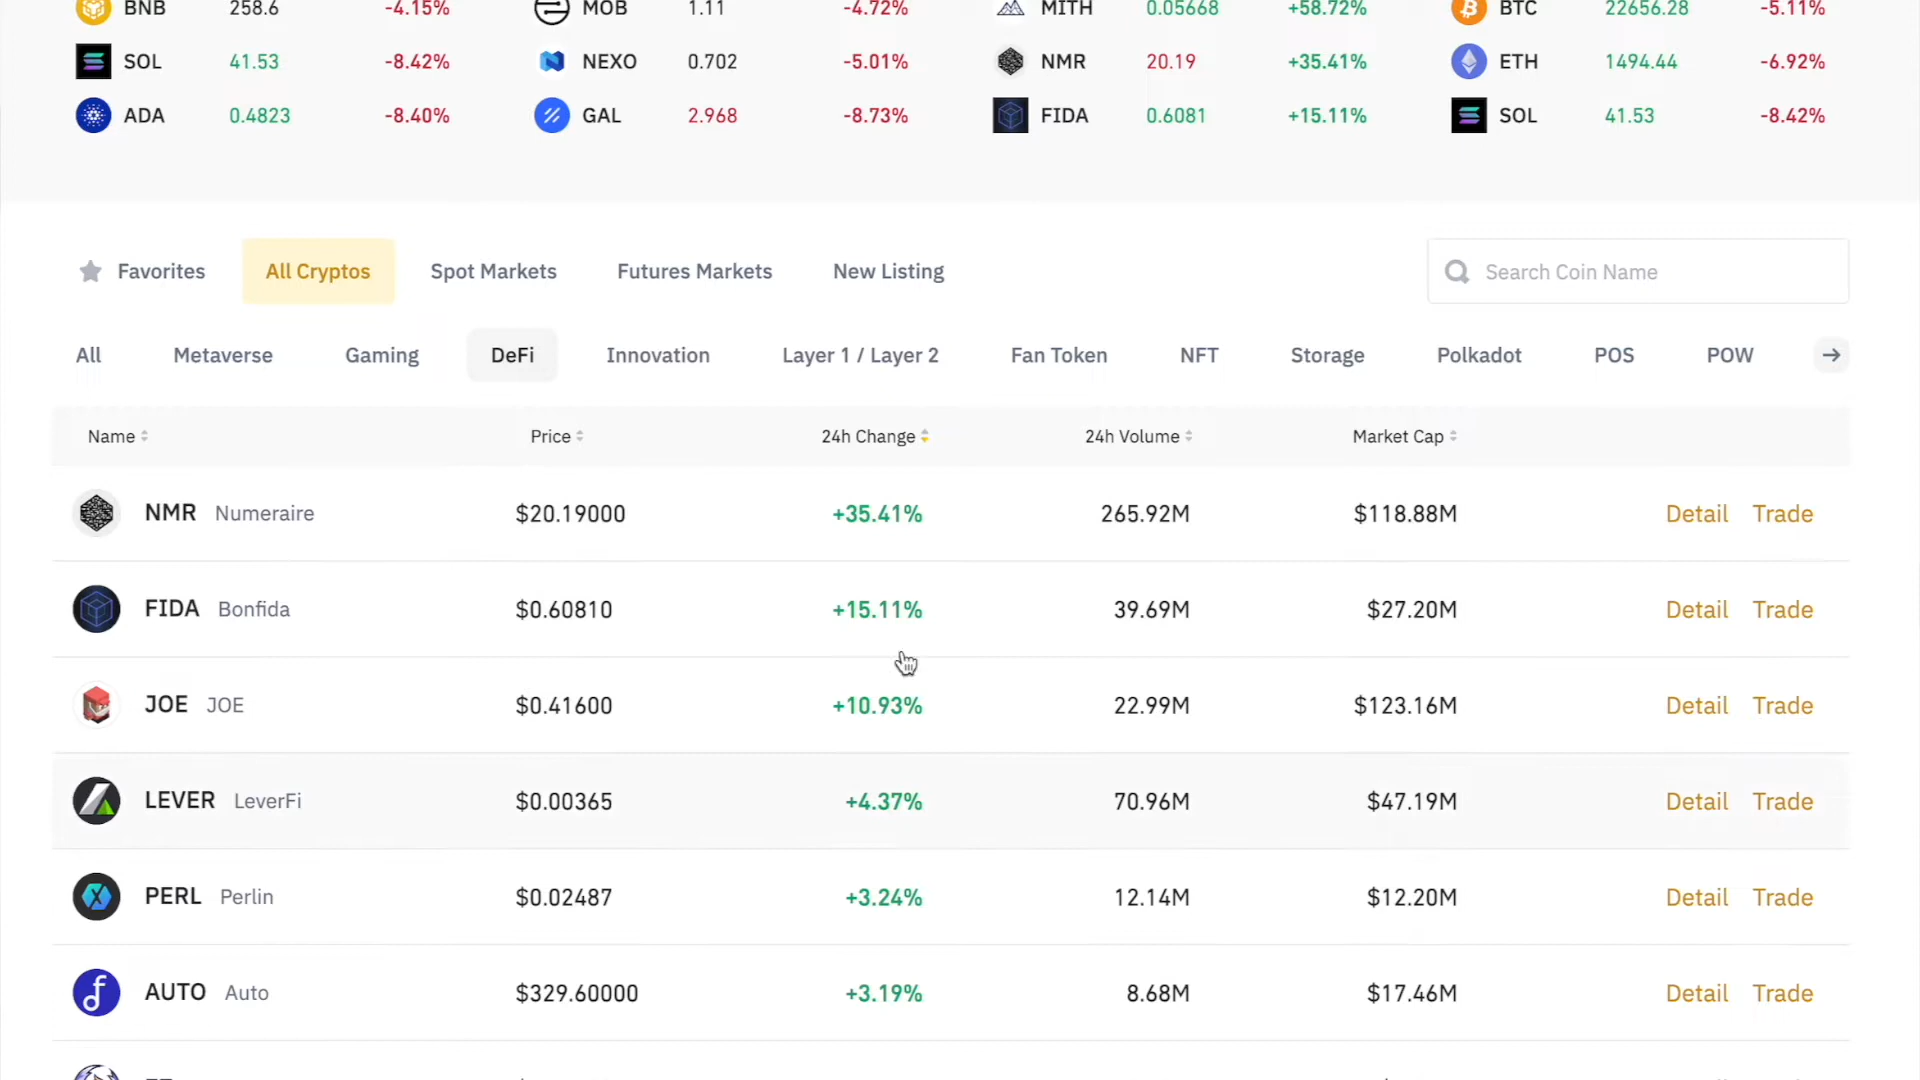 BNB 258.6 -4.15% MOB 1.11 -4.72% MITH 0.05668 +58.72% BTC 22656.28 -5.11%
SOL 41.53 -8.42% NEXO 0.702 -5.01% NMR 20.19 +35.41% ETH 1494.44 -6.92%
ADA 0.4823 -8.40% GAL 2.968 -8.73% FIDA 0.6081 +15.11% SOL 41.53 -8.42%
Favorites All Cryptos Spot Markets Futures Markets New Listing Search Coin Name
All Metaverse Gaming DeFi Innovation Layer 1 / Layer 2 Fan Token NFT Storage Polkadot POS POW
Name Price 24h Change 24h Volume Market Cap
NMR Numeraire $20.19000 +35.41% 265.92M $118.88M Detail Trade
FIDA Bonfida $0.60810 +15.11% 39.69M $27.20M Detail Trade
JOE JOE $0.41600 +10.93% 22.99M $123.16M Detail Trade
LEVER LeverFi $0.00365 +4.37% 70.96M $47.19M Detail Trade
PERL Perlin $0.02487 +3.24% 12.14M $12.20M Detail Trade
AUTO Auto $329.60000 +3.19% 8.68M $17.46M Detail Trade